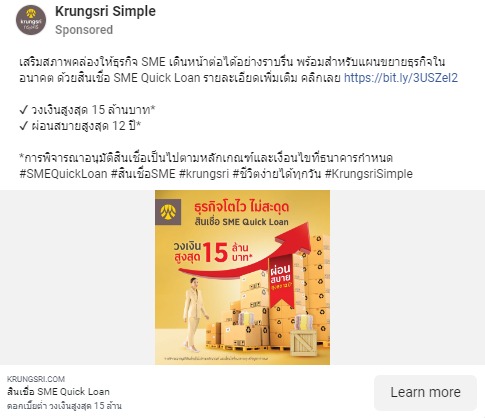 krungsri
กรุงศรี
Krungsri Simple
Sponsored
เสริมสภาพคล่องให้ธุรกิจ SME เดินหน้าต่อได้อย่างราบรื่น พร้อมสำหรับแผนขยายธุรกิจใน
อนาคต ด้วยสินเชื่อ SME Quick Loan รายละเอียดเพิ่มเติม คลิกเลย https://bit.ly/3USZeI2
✓ วงเงินสูงสุด 15 ล้านบาท*
✓ ผ่อนสบายสูงสุด 12 ปี*
*การพิจารณาอนุมัติสินเชื่อเป็นไปตามหลักเกณฑ์และเงื่อนไขที่ธนาคารกำหนด
#SMEQuickLoan #สินเชื่อSME #krungsri #ชีวิตง่ายได้ทุกวัน #KrungsriSimple
ธุรกิจโตไว ไม่สะดุด
สินเชื่อ SME Quick Loan
วงเงิน
สูงสุด 15 ล้าน
บาท*
ผ่อน
สบาย
KRUNGSRI.COM
สินเชื่อ SME Quick Loan
ดอกเบี้ยต่ำ วงเงินสูงสุด 15 ล้าน
Learn more